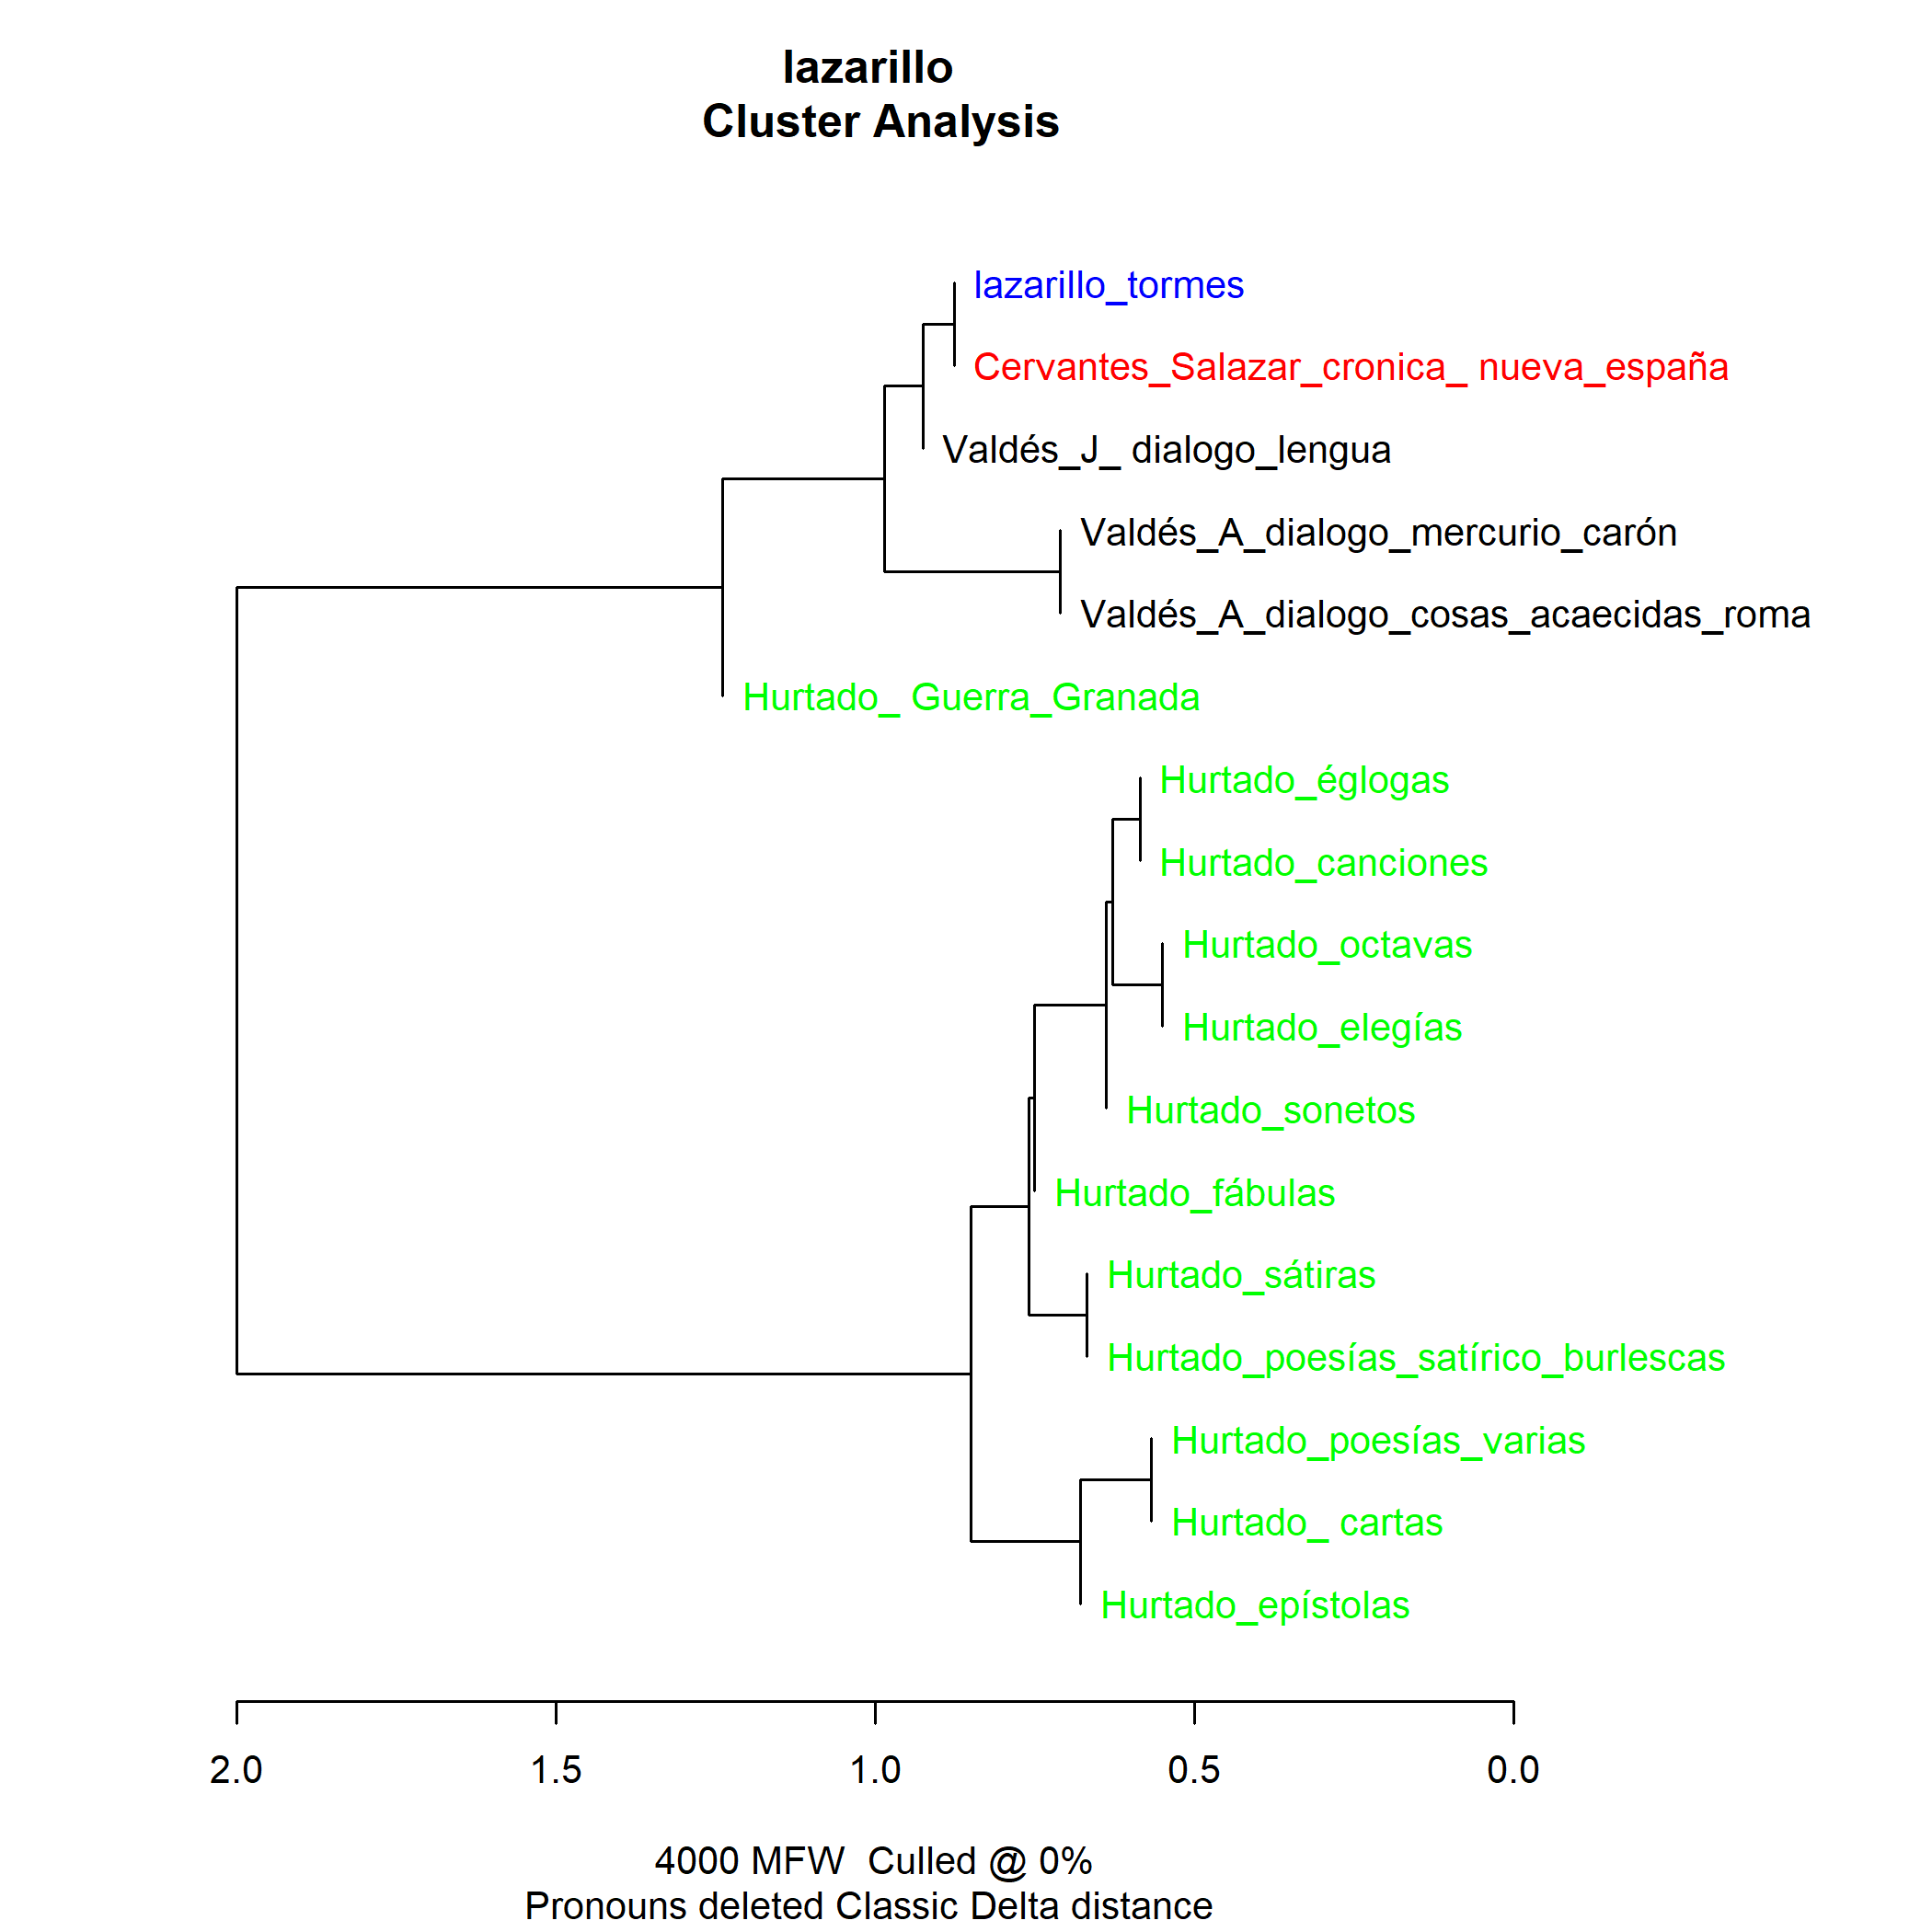 lazarillo
Cluster Analysis
lazarillo_tormes
Cervantes_Salazar_cronica_ nueva_españa
Valdés_J_ dialogo_lengua
Valdés_A_dialogo_mercurio_carón
Valdés_A_dialogo_cosas_acaecidas_roma
Hurtado_ Guerra_Granada
Hurtado_églogas
Hurtado_canciones
Hurtado_octavas
Hurtado_elegías
Hurtado_sonetos
Hurtado_fábulas
Hurtado_sátiras
Hurtado_poesías_satírico_burlescas
Hurtado_poesías_varias
Hurtado_ cartas
Hurtado_epístolas
2.0 1.5 1.0 0.5 0.0
4000 MFW  Culled @ 0%
Pronouns deleted Classic Delta distance